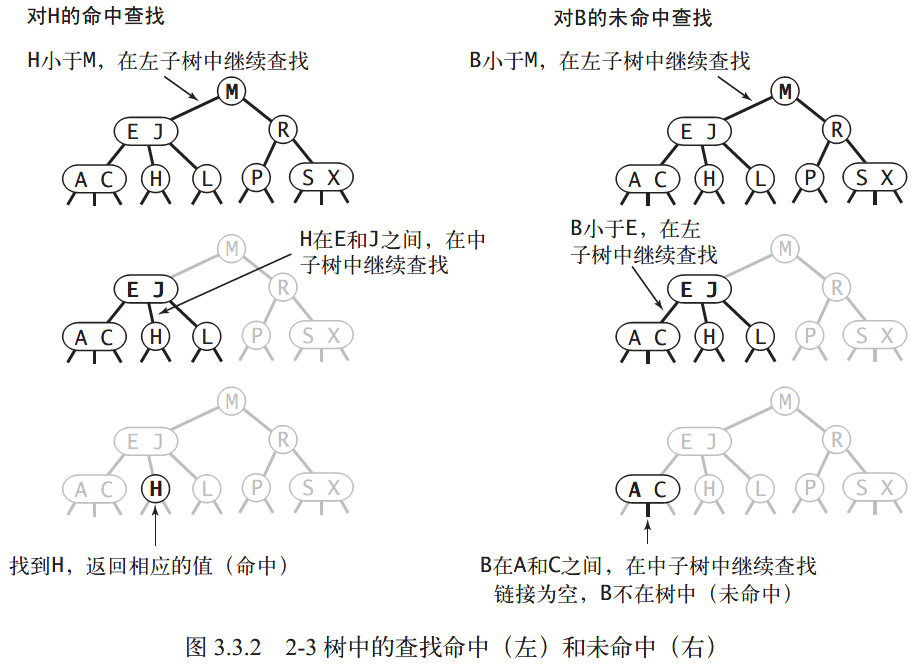 对H的命中查找
H小于M，在左子树中继续查找
M
E J
R
A C
H
L
P
S X
H在E和J之间，在中
子树中继续查找
M
E J
R
A C
H
L
P
S X
M
E J
R
A C
H
L
P
S X
找到H，返回相应的值（命中）
对B的未命中查找
B小于M，在左子树中继续查找
M
E J
R
A C
H
L
P
S X
B小于E，在左
子树中继续查找
M
E J
R
A C
H
L
P
S X
M
E J
R
A C
H
L
P
S X
B在A和C之间，在中子树中继续查找
链接为空，B不在树中（未命中）
图 3.3.2 2-3 树中的查找命中（左）和未命中（右）